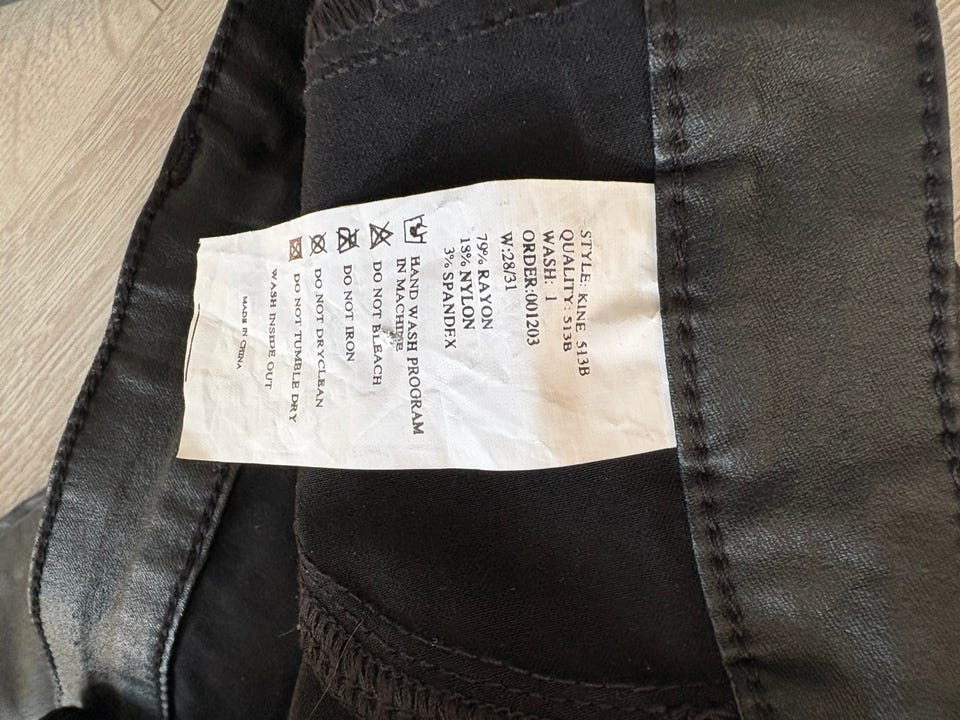 STYLE: KINE 513B
QUALITY: 513B
WASH: 1
ORDER:001203
W:28/31
79% RAYON
18% NYLON
3% SPANDEX
HAND WASH PROGRAM
IN MACHINE
DO NOT BLEACH
DO NOT IRON
DO NOT DRYCLEAN
DO NOT TUMBLE DRY
WASH INSIDE OUT
MADE IN CHINA